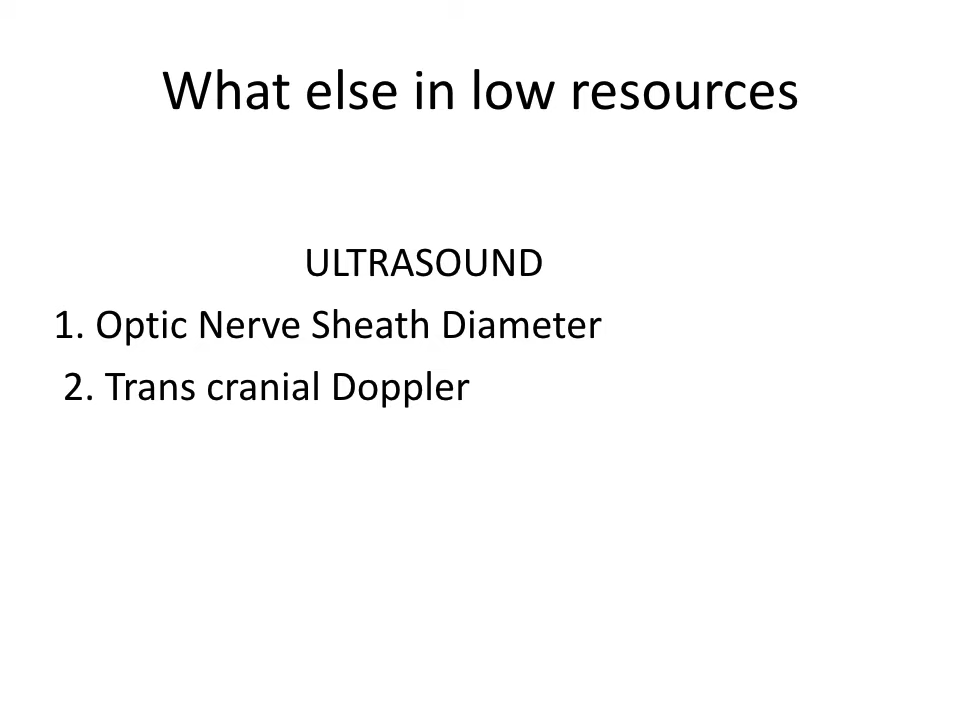 What else in low resources
ULTRASOUND
1. Optic Nerve Sheath Diameter
2. Trans cranial Doppler